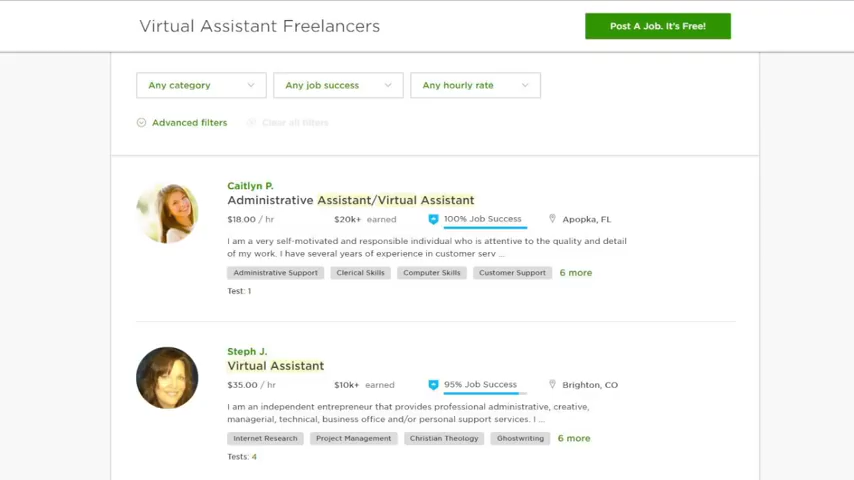 Virtual Assistant Freelancers
Post A Job. It's Free!
Any category
Any job success
Any hourly rate
Advanced filters
Clear all filters
Caitlyn P.
Administrative Assistant/Virtual Assistant
$18.00 / hr
$20k+ earned
100% Job Success
Apopka, FL
I am a very self-motivated and responsible individual who is attentive to the quality and detail
of my work. I have several years of experience in customer serv ...
Administrative Support
Clerical Skills
Computer Skills
Customer Support
6 more
Test: 1
Steph J.
Virtual Assistant
$35.00 / hr
$10k+ earned
95% Job Success
Brighton, CO
I am an independent entrepreneur that provides professional administrative, creative,
managerial, technical, business office and/or personal support services. I ...
Internet Research
Project Management
Christian Theology
Ghostwriting
6 more
Tests: 4